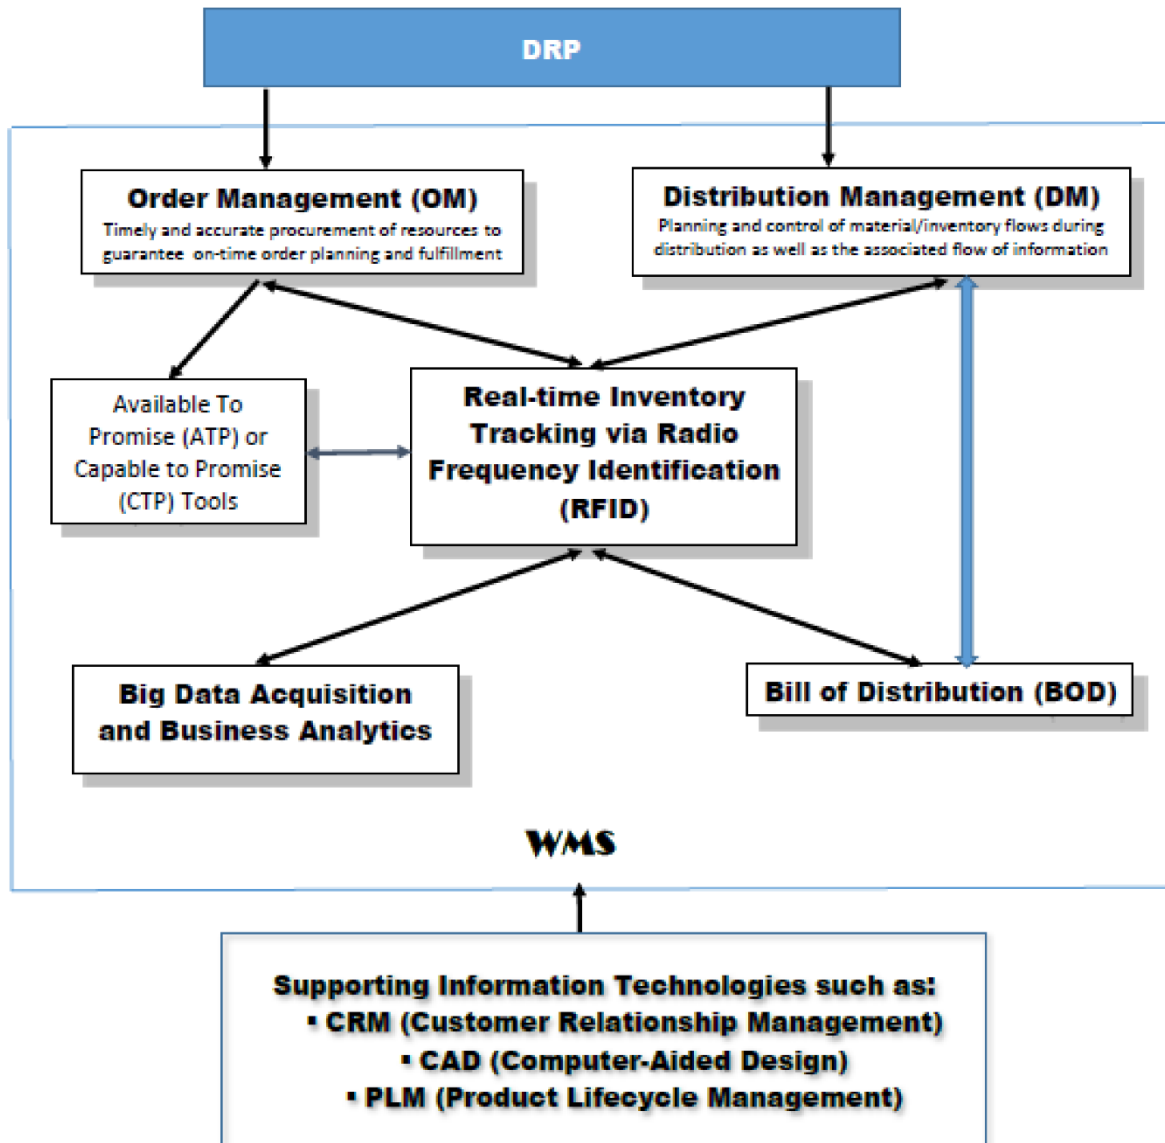 DRP
Order Management (OM)
Timely and accurate procurement of resources to
guarantee on-time order planning and fulfillment
Distribution Management (DM)
Planning and control of material/inventory flows during
distribution as well as the associated flow of information
Available To
Promise (ATP) or
Capable to Promise
(CTP) Tools
Real-time Inventory
Tracking via Radio
Frequency Identification
(RFID)
Big Data Acquisition
and Business Analytics
Bill of Distribution (BOD)
WMS
Supporting Information Technologies such as:
▪ CRM (Customer Relationship Management)
▪ CAD (Computer-Aided Design)
▪ PLM (Product Lifecycle Management)